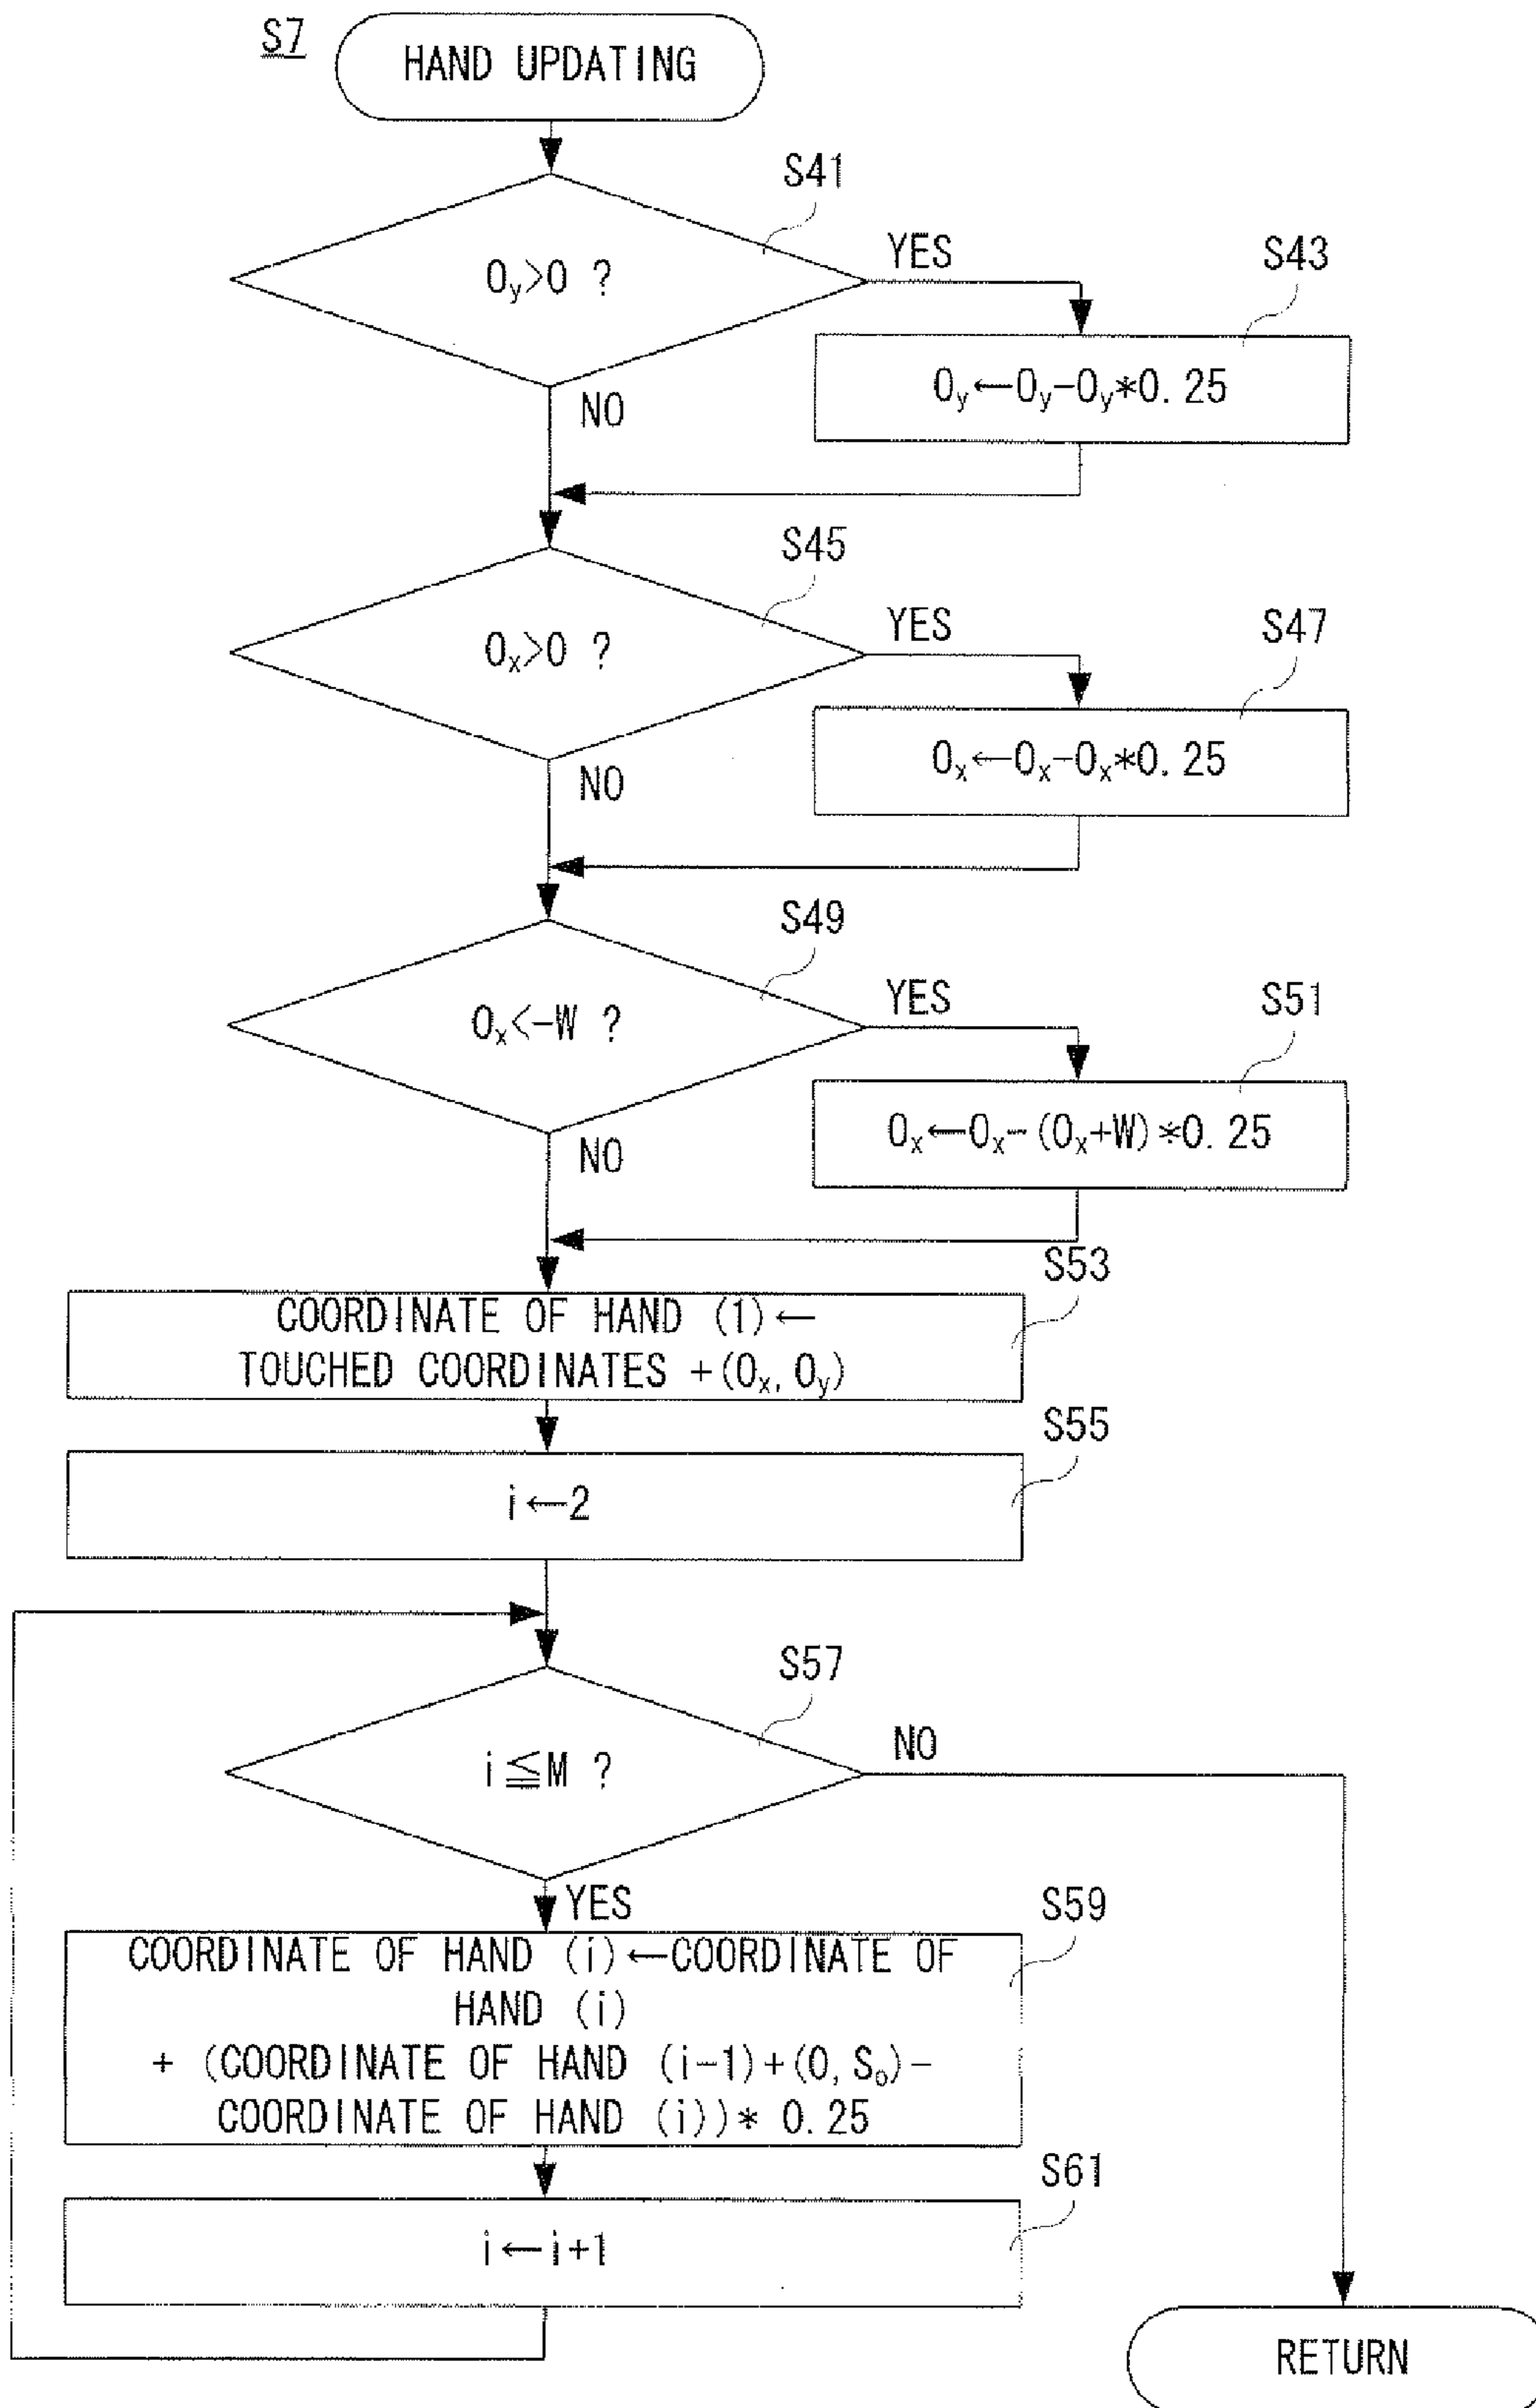 S7
HAND UPDATING
S41
Oy>0 ?
YES
S43
Oy←Oy-Oy*0.25
NO
S45
Ox>0 ?
YES
S47
Ox←Ox-Ox*0.25
NO
S49
Ox<-W ?
YES
S51
Ox←Ox-(Ox+W)*0.25
NO
S53
COORDINATE OF HAND (1)←
TOUCHED COORDINATES +(Ox, Oy)
S55
i←2
S57
i≦M ?
NO
YES
S59
COORDINATE OF HAND (i)←COORDINATE OF
HAND (i)
+ (COORDINATE OF HAND (i-1)+(0, So)-
COORDINATE OF HAND (i))* 0.25
S61
i←i+1
RETURN